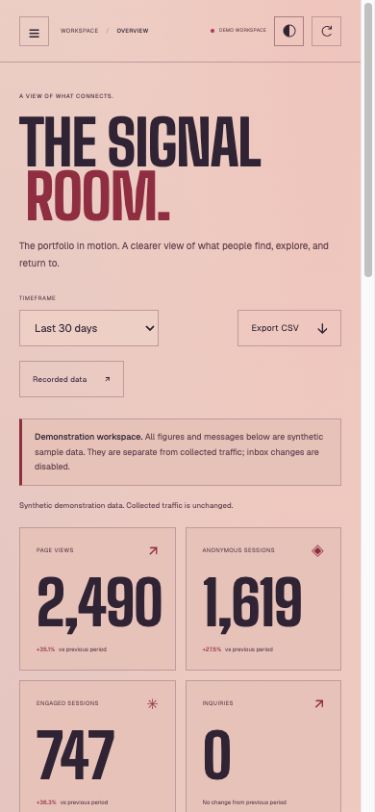 WORKSPACE / OVERVIEW
DEMO WORKSPACE
A VIEW OF WHAT CONNECTS.
THE SIGNAL
ROOM.
The portfolio in motion. A clearer view of what people find, explore, and
return to.
TIMEFRAME
Last 30 days
Export CSV
Recorded data
Demonstration workspace. All figures and messages below are synthetic
sample data. They are separate from collected traffic; inbox changes are
disabled.
Synthetic demonstration data. Collected traffic is unchanged.
PAGE VIEWS
2,490
+39.1% vs previous period
ANONYMOUS SESSIONS
1,619
+27.5% vs previous period
ENGAGED SESSIONS
747
+36.3% vs previous period
INQUIRIES
0
No change from previous period